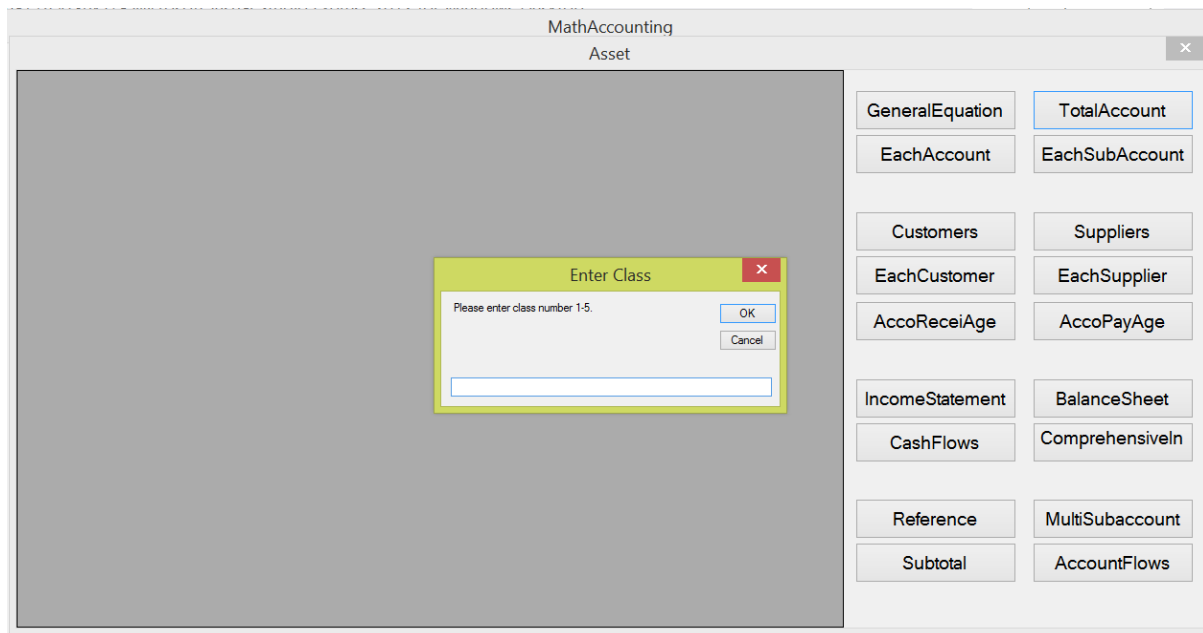 MathAccounting
Asset
GeneralEquation TotalAccount
EachAccount EachSubAccount
Customers Suppliers
Enter Class
EachCustomer EachSupplier
Please enter class number 1-5.
OK
AccoReceiAge AccoPayAge
Cancel
IncomeStatement BalanceSheet
CashFlows ComprehensiveIn
Reference MultiSubaccount
Subtotal AccountFlows